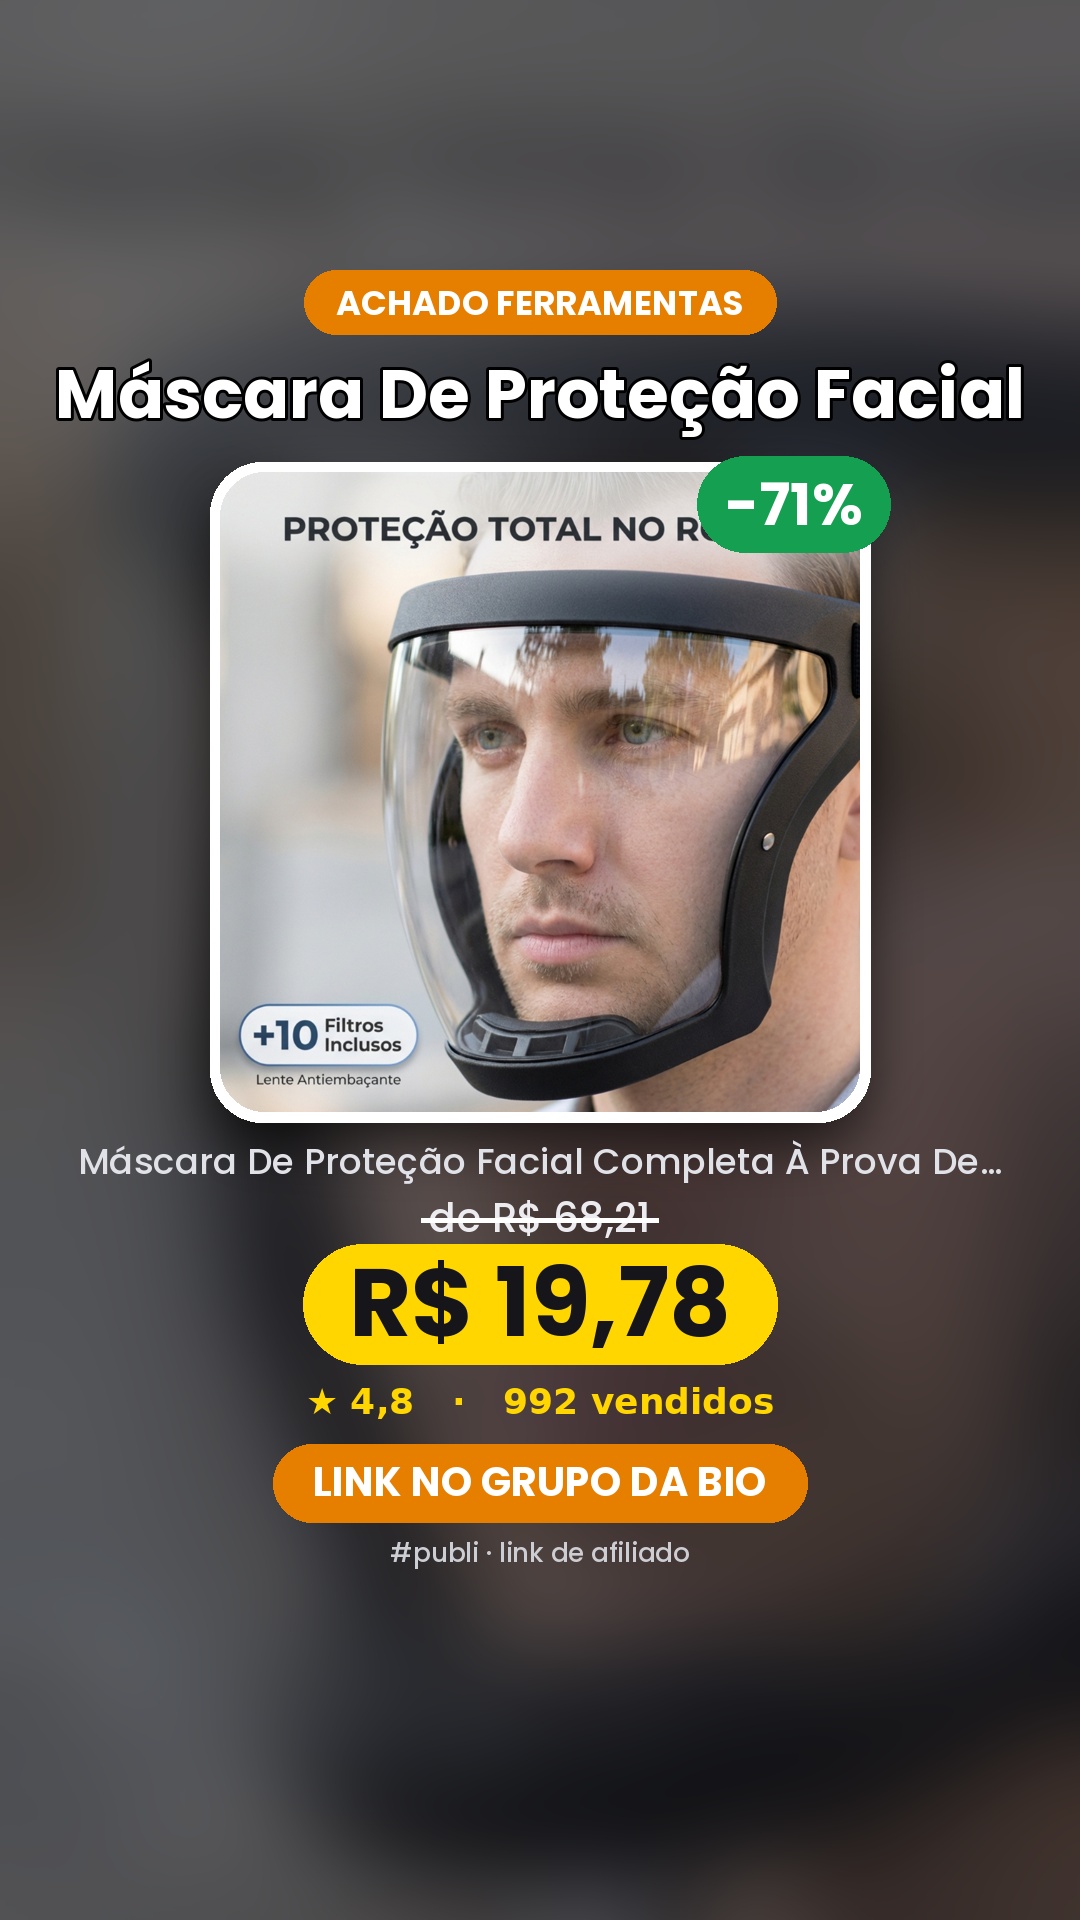 ACHADO FERRAMENTAS
Máscara De Proteção Facial
-71%
PROTEÇÃO TOTAL NO
+10 Filtros
Inclusos
Lente Antiembaçante
Máscara De Proteção Facial Completa À Prova De...
de R$ 68,21
R$ 19,78
★ 4,8 · 992 vendidos
LINK NO GRUPO DA BIO
#publi · link de afiliado